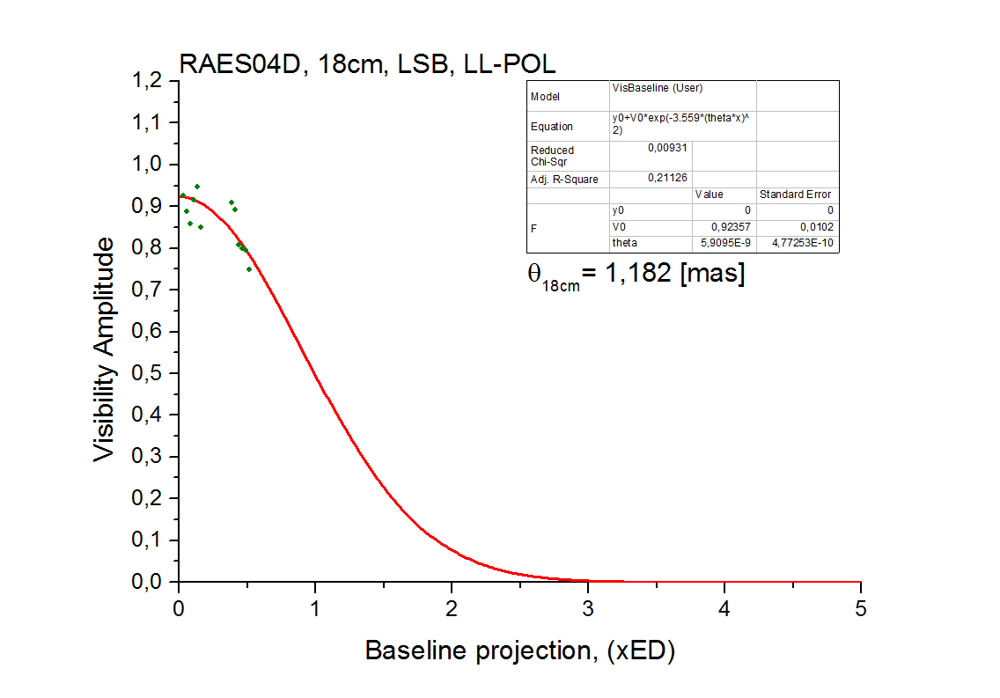 RAES04D, 18cm, LSB, LL-POL
1,2
1,1
1,0
0,9
0,8
0,7
0,6
0,5
0,4
0,3
0,2
0,1
0,0
Visibility Amplitude
0 1 2 3 4 5
Baseline projection, (xED)
Model VisBaseline (User)
Equation y0+V0*exp(-3.559*(theta*x)^
2)
Reduced 0,00931
Chi-Sqr
Adj. R-Square 0,21126
Value Standard Error
y0 0 0
F V0 0,92357 0,0102
theta 5,9095E-9 4,77253E-10
θ18cm= 1,182 [mas]